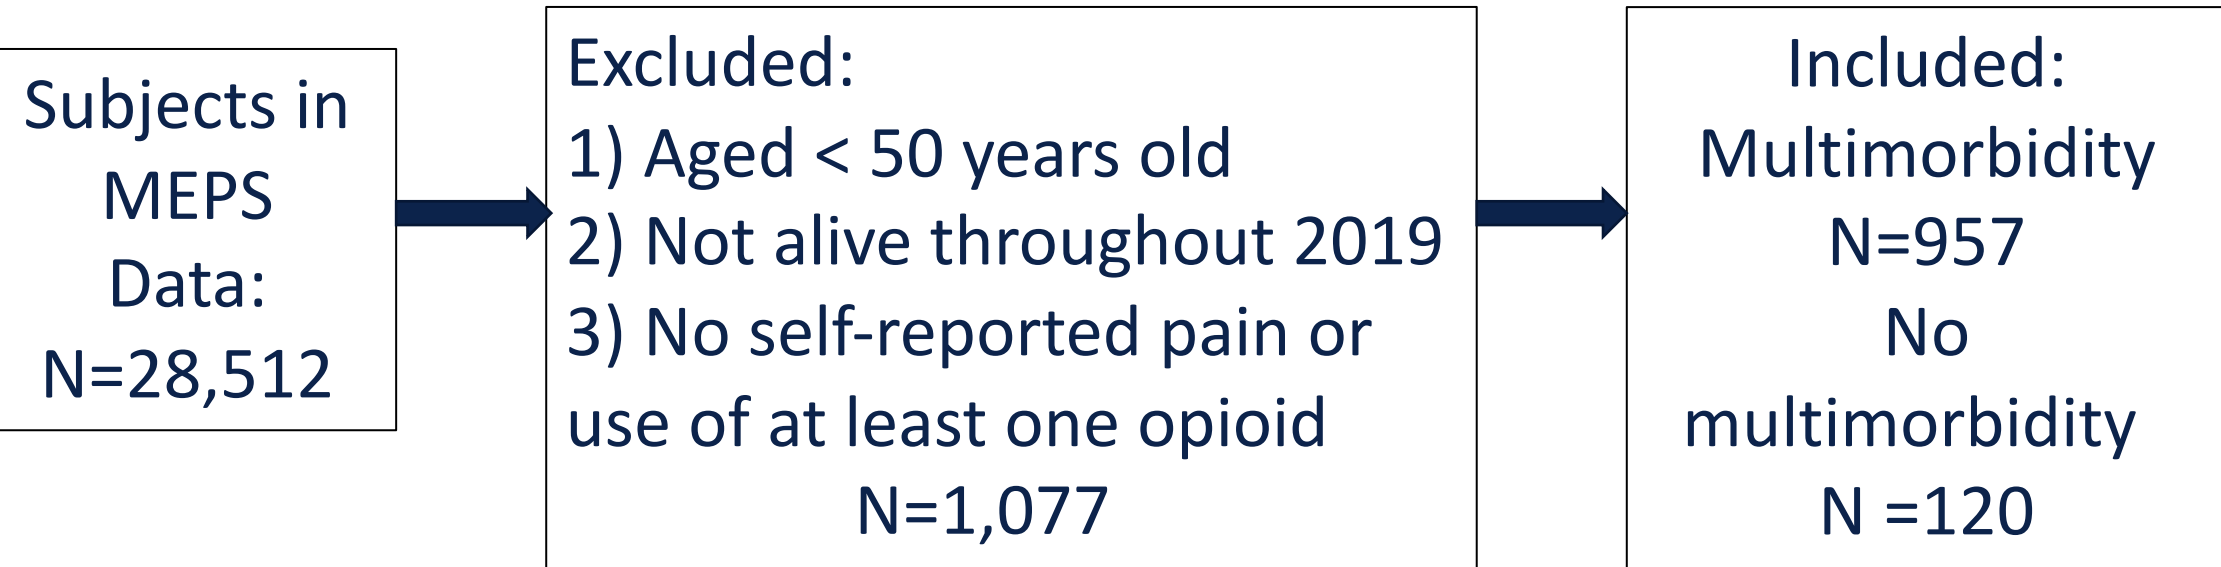 Subjects in
MEPS
Data:
N=28,512
Excluded:
1) Aged < 50 years old
2) Not alive throughout 2019
3) No self-reported pain or
use of at least one opioid
N=1,077
Included:
Multimorbidity
N=957
No
multimorbidity
N =120